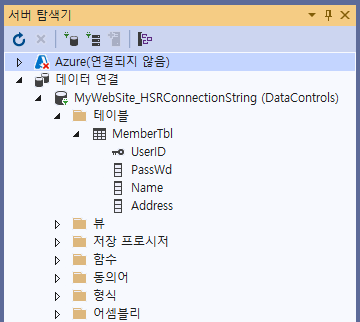 서버 탐색기
Azure(연결되지 않음)
데이터 연결
MyWebSite_HSRConnectionString (DataControls)
테이블
MemberTbl
UserID
PassWd
Name
Address
뷰
저장 프로시저
함수
동의어
형식
어셈블리